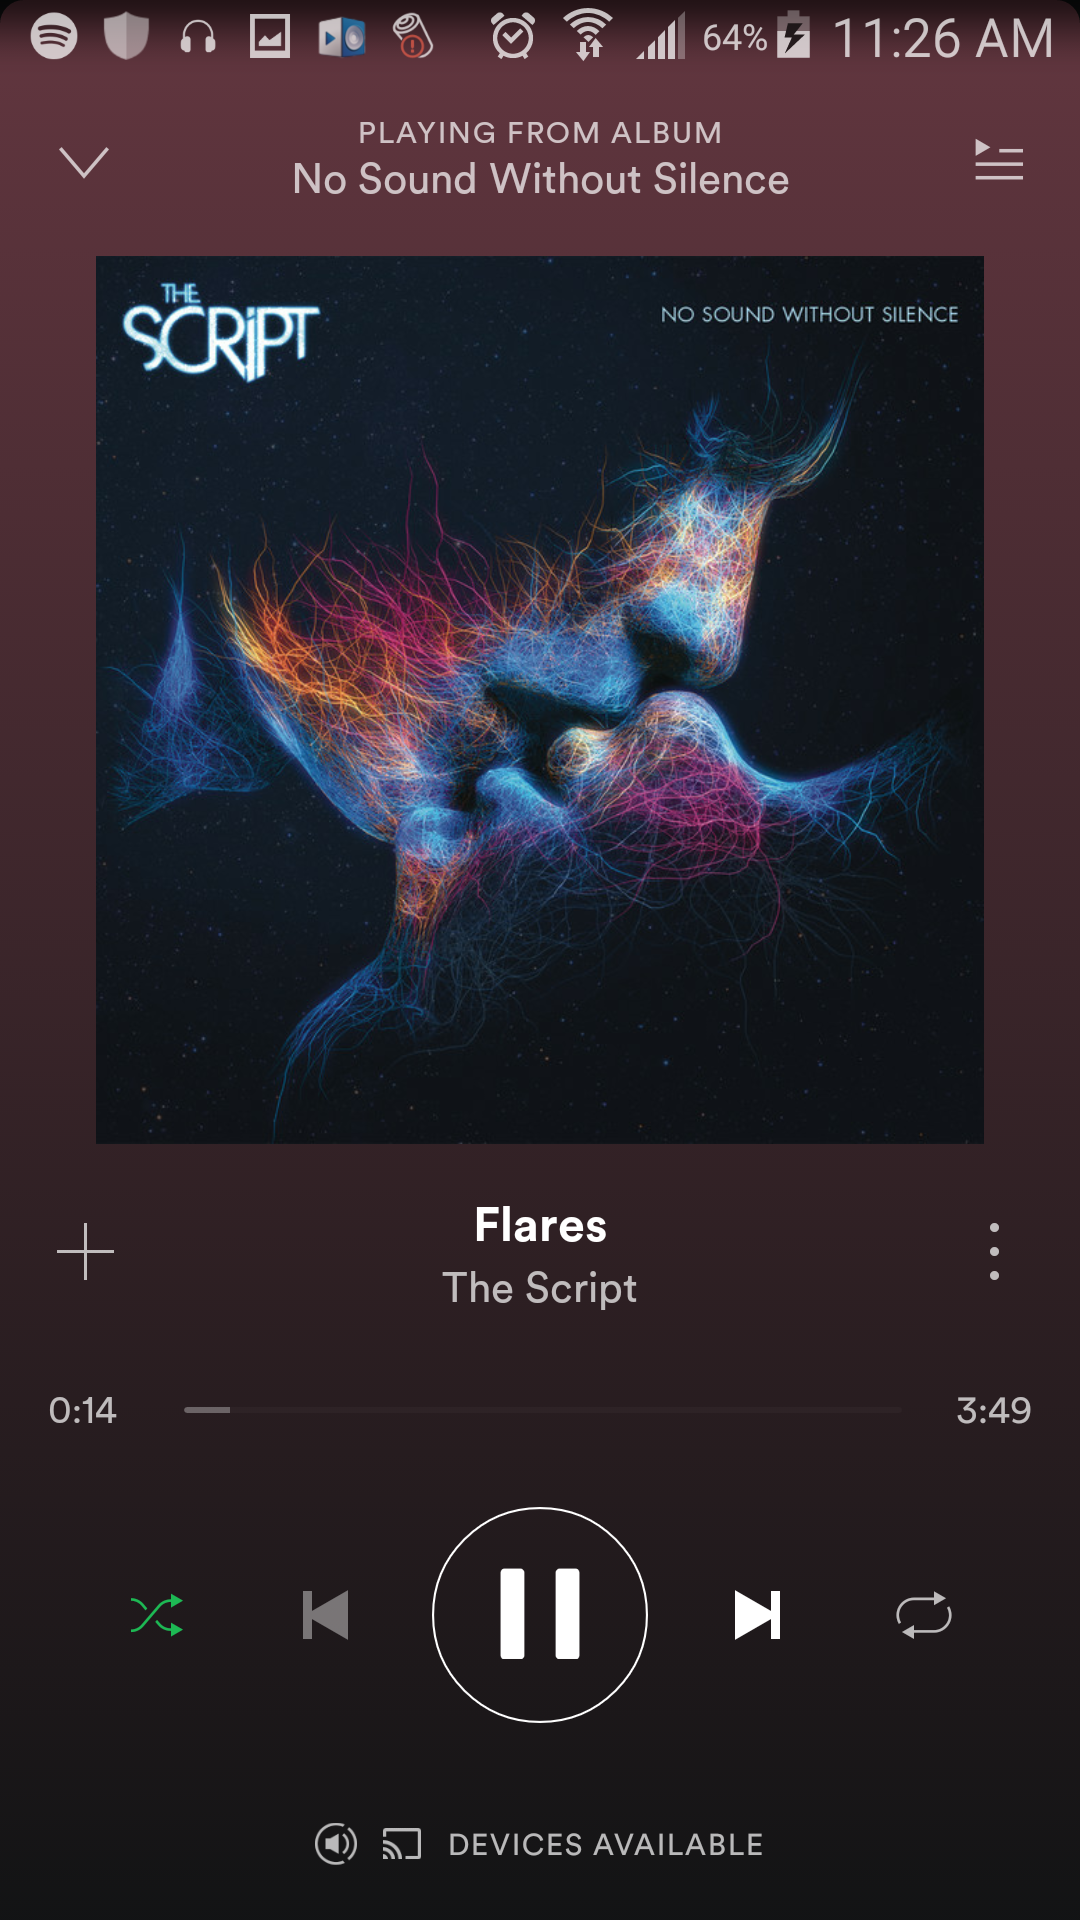 64% 11:26 AM
PLAYING FROM ALBUM
No Sound Without Silence
THE
SCRIPT
NO SOUND WITHOUT SILENCE
Flares
The Script
0:14
3:49
DEVICES AVAILABLE